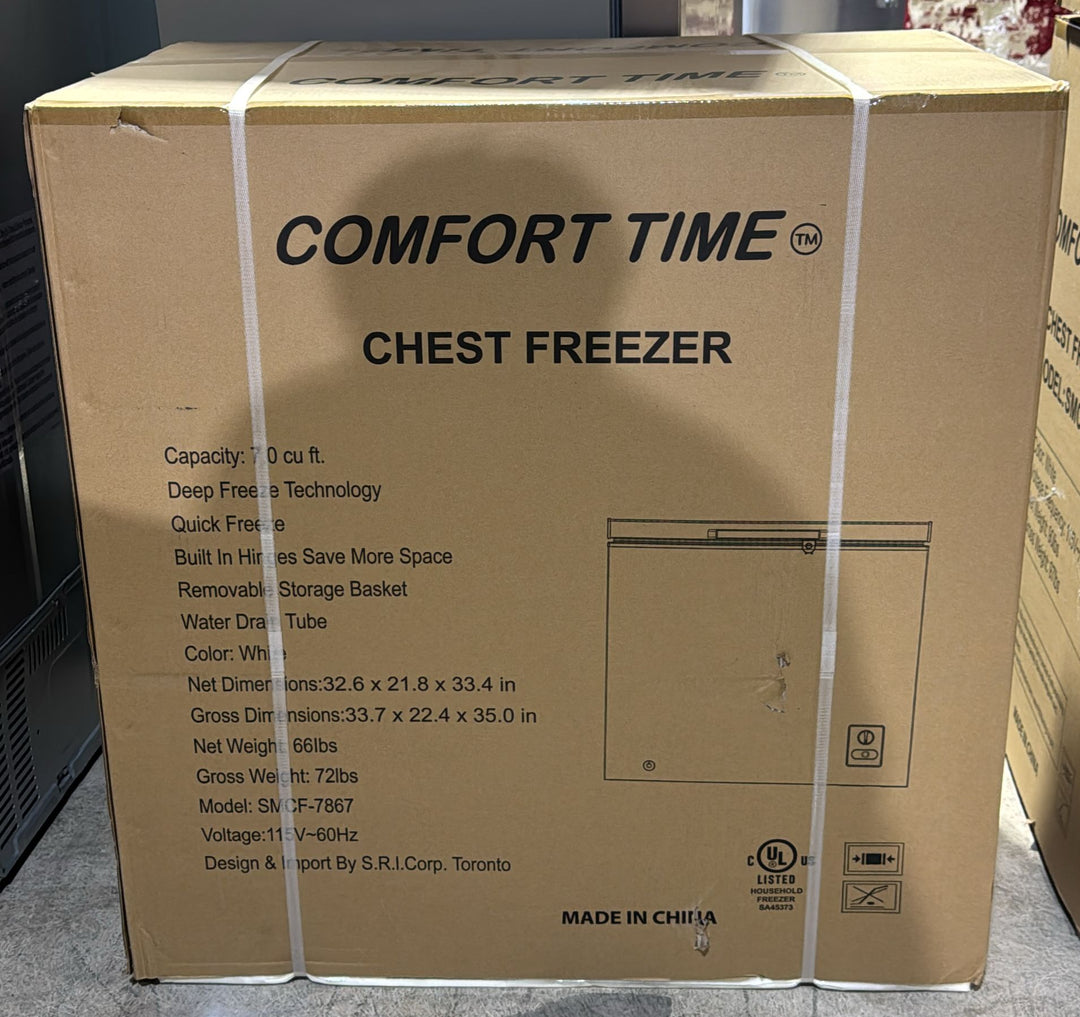 COMFORT TIME
COMFORT TIME TM
CHEST FREEZER
Capacity: 7.0 cu ft.
Deep Freeze Technology
Quick Freeze
Built In Hinges Save More Space
Removable Storage Basket
Water Drain Tube
Color: White
Net Dimensions:32.6 x 21.8 x 33.4 in
Gross Dimensions:33.7 x 22.4 x 35.0 in
Net Weight: 66lbs
Gross Weight: 72lbs
Model: SMCF-7867
Voltage:115V~60Hz
Design & Import By S.R.I.Corp. Toronto
C UL US
LISTED
HOUSEHOLD
FREEZER
SA45373
MADE IN CHINA